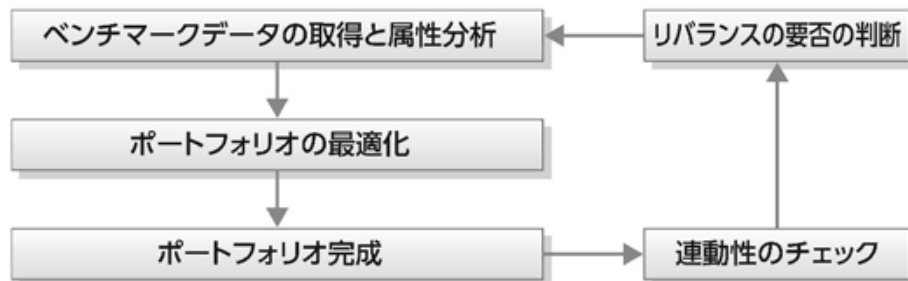 ベンチマークデータの取得と属性分析
リバランスの要否の判断
ポートフォリオの最適化
ポートフォリオ完成
連動性のチェック